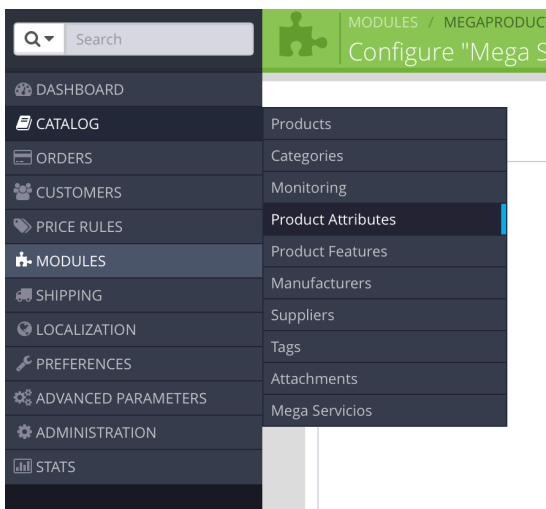 Search
MODULES / MEGAPRODUC
Configure "Mega S
DASHBOARD
CATALOG
ORDERS
CUSTOMERS
PRICE RULES
MODULES
SHIPPING
LOCALIZATION
PREFERENCES
ADVANCED PARAMETERS
ADMINISTRATION
STATS
Products
Categories
Monitoring
Product Attributes
Product Features
Manufacturers
Suppliers
Tags
Attachments
Mega Servicios